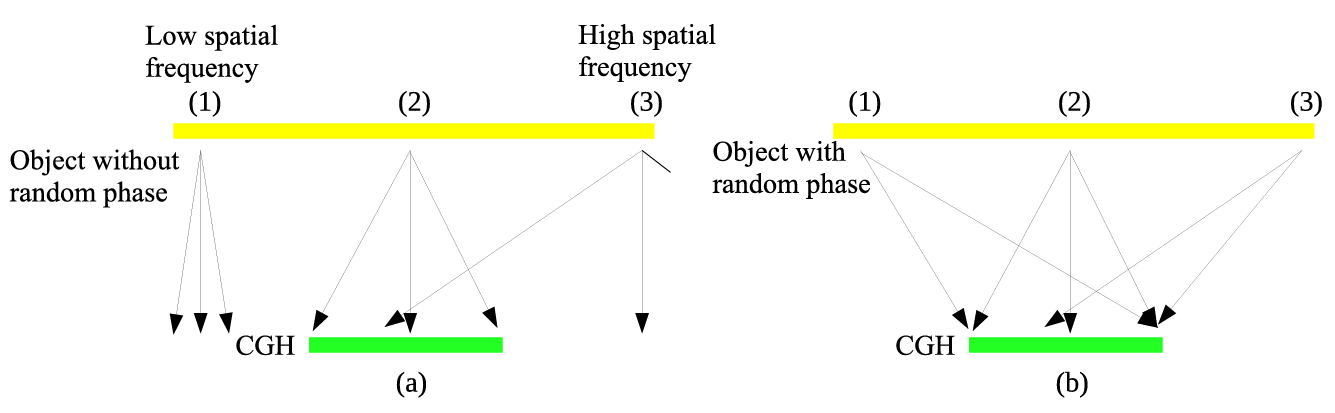 Low spatial
frequency
High spatial
frequency
(1)
(2)
(3)
Object without
random phase
CGH
(a)
(1)
(2)
(3)
Object with
random phase
CGH
(b)